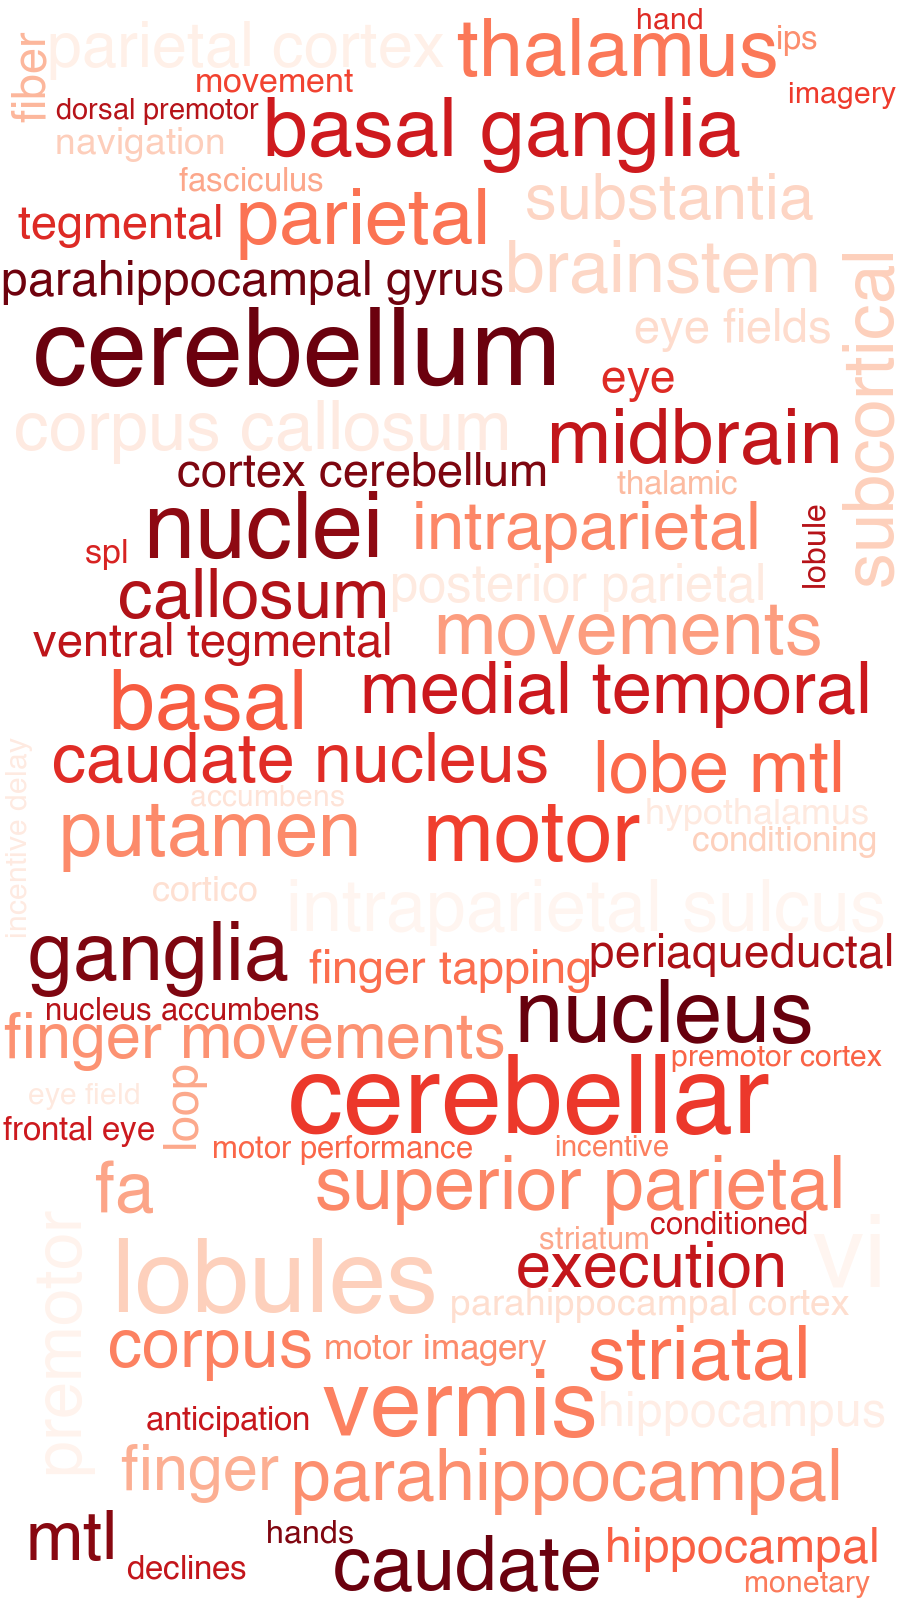 hand
parietal cortex
thalamus
ips
fiber
movement
imagery
dorsal premotor
basal ganglia
navigation
fasciculus
substantia
tegmental
parietal
brainstem
parahippocampal gyrus
subcortical
eye fields
cerebellum
eye
corpus callosum
midbrain
cortex cerebellum
thalamic
nuclei
intraparietal
lobule
spl
callosum
posterior parietal
ventral tegmental
movements
basal
medial temporal
caudate nucleus
lobe mtl
incentive delay
accumbens
putamen
motor
hypothalamus
conditioning
cortico
intraparietal sulcus
ganglia
finger tapping
periaqueductal
nucleus accumbens
nucleus
finger movements
premotor cortex
eye field
loop
cerebellar
frontal eye
motor performance
incentive
fa
superior parietal
conditioned
striatum
vi
premotor
lobules
execution
parahippocampal cortex
corpus
motor imagery
striatal
vermis
anticipation
hippocampus
finger
parahippocampal
mtl
hands
declines
caudate
hippocampal
monetary